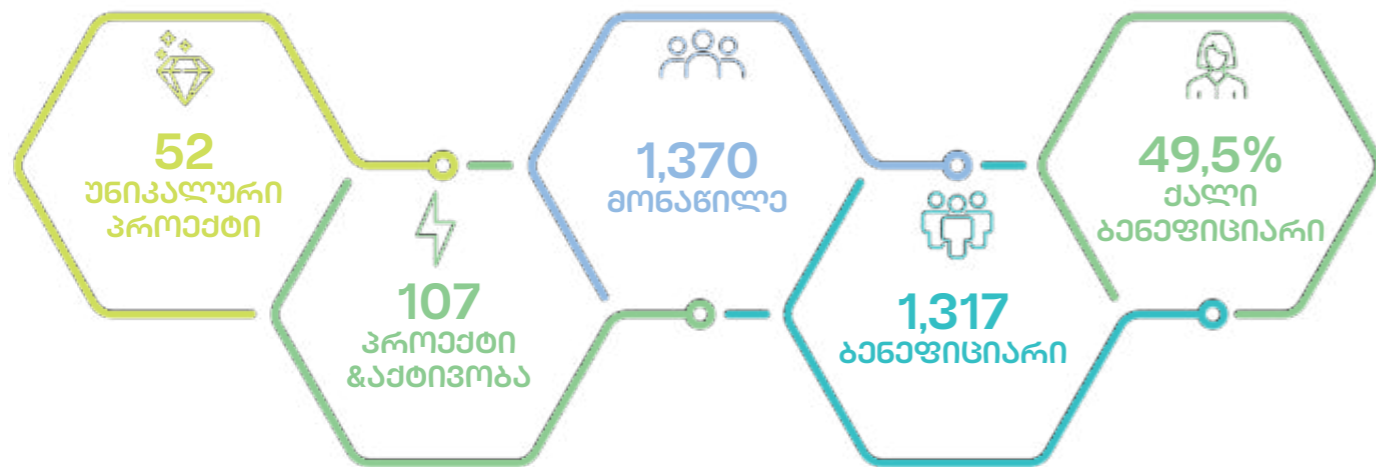 52
უნიკალური
პროექტი
107
პროექტი
&აქტივობა
1,370
მონაწილე
1,317
ბენეფიციარი
49,5%
ქალი
ბენეფიციარი